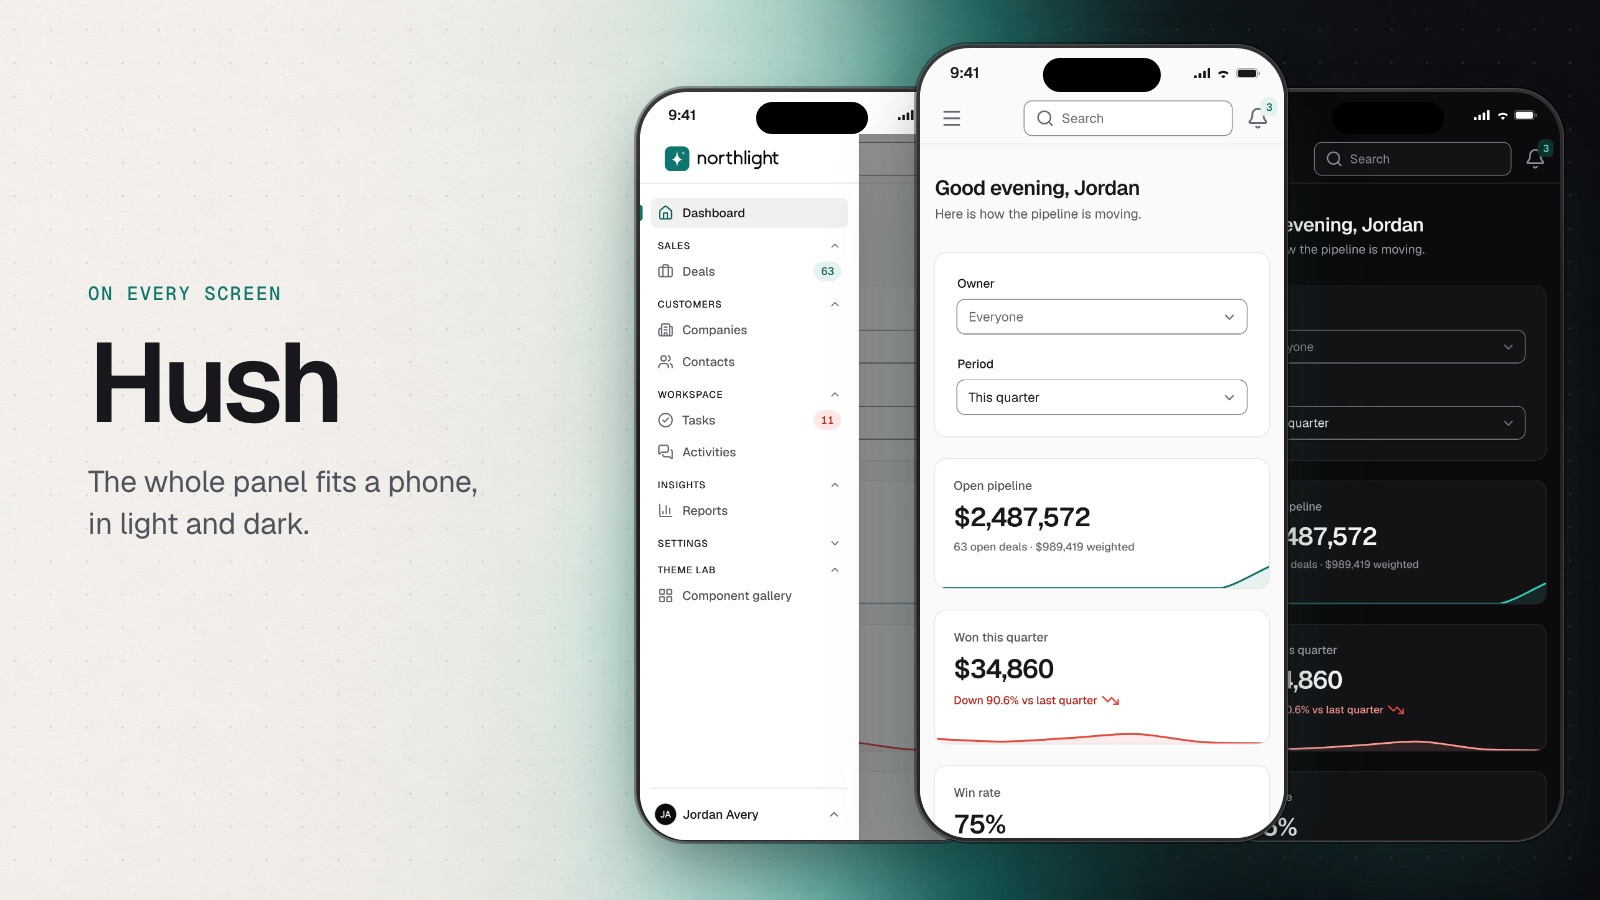 ON EVERY SCREEN
Hush
The whole panel fits a phone,
in light and dark.
9:41
northlight
Dashboard
SALES
Deals 63
CUSTOMERS
Companies
Contacts
WORKSPACE
Tasks 11
Activities
INSIGHTS
Reports
SETTINGS
THEME LAB
Component gallery
JA Jordan Avery
9:41
Search 3
Good evening, Jordan
Here is how the pipeline is moving.
Owner
Everyone
Period
This quarter
Open pipeline
$2,487,572
63 open deals · $989,419 weighted
Won this quarter
$34,860
Down 90.6% vs last quarter
Win rate
75%
Search 3
evening, Jordan
the pipeline is moving.
quarter
487,572
deals · $989,419 weighted
quarter
,860
0.6% vs last quarter